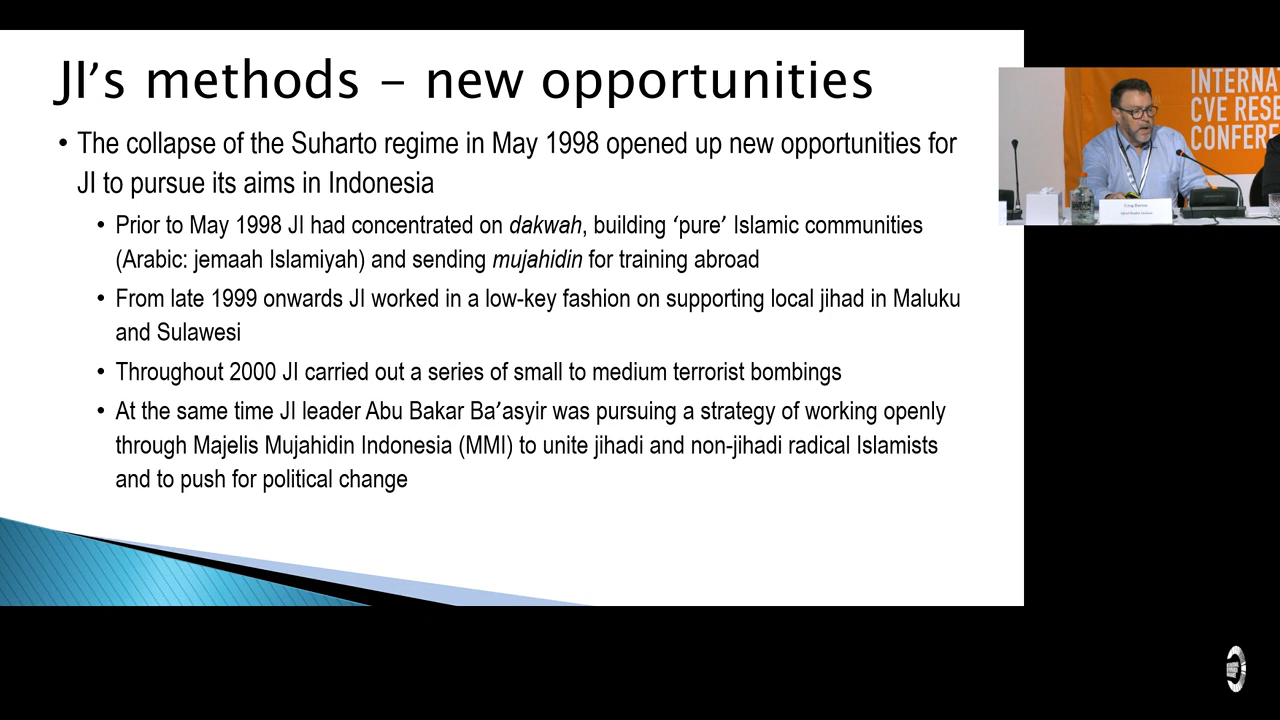 JI's methods – new opportunities
• The collapse of the Suharto regime in May 1998 opened up new opportunities for
JI to pursue its aims in Indonesia
• Prior to May 1998 JI had concentrated on dakwah, building ‘pure’ Islamic communities
(Arabic: jemaah Islamiyah) and sending mujahidin for training abroad
• From late 1999 onwards JI worked in a low-key fashion on supporting local jihad in Maluku
and Sulawesi
• Throughout 2000 JI carried out a series of small to medium terrorist bombings
• At the same time JI leader Abu Bakar Ba’asyir was pursuing a strategy of working openly
through Majelis Mujahidin Indonesia (MMI) to unite jihadi and non-jihadi radical Islamists
and to push for political change
INTERNA
CVE RESE
CONFERE
Greg Barton